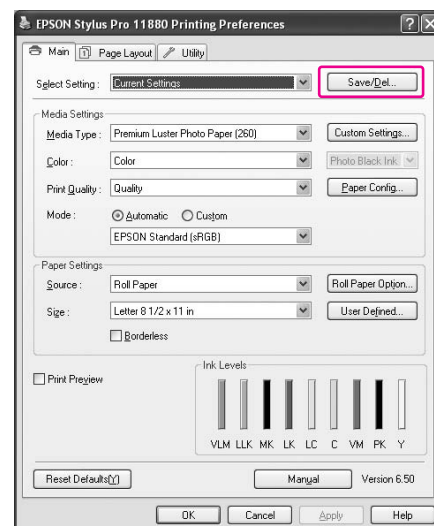 EPSON Stylus Pro 11880 Printing Preferences
Main Page Layout Utility
Select Setting : Current Settings Save/Del...
Media Settings
Media Type : Premium Luster Photo Paper (260) Custom Settings...
Color : Color Photo Black Ink
Print Quality : Quality Paper Config...
Mode : Automatic Custom
EPSON Standard (sRGB)
Paper Settings
Source : Roll Paper Roll Paper Option...
Size : Letter 8 1/2 x 11 in User Defined...
Borderless
Print Preview
Ink Levels
VLM LLK MK LK LC C VM PK Y
Reset Defaults(Y) Manual Version 6.50
OK Cancel Apply Help